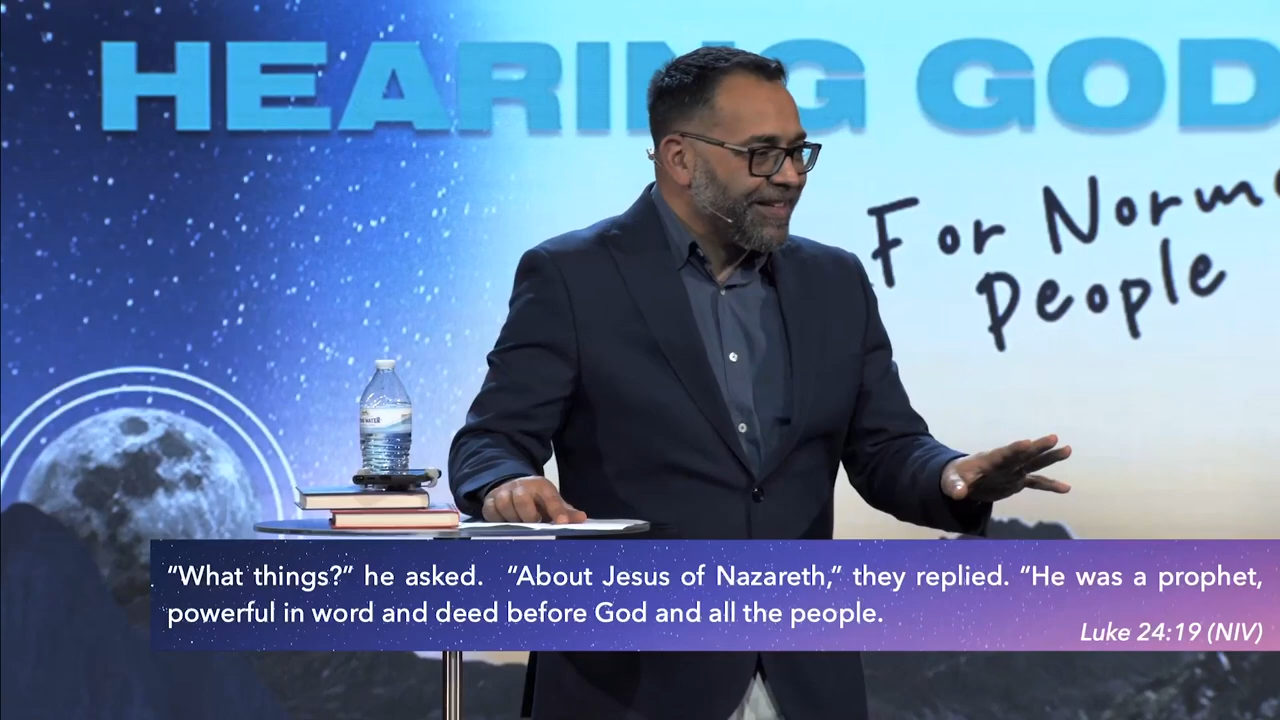 HEARING GOD
For Norma
People
“What things?” he asked.  “About Jesus of Nazareth,” they replied. “He was a prophet,
powerful in word and deed before God and all the people.
Luke 24:19 (NIV)